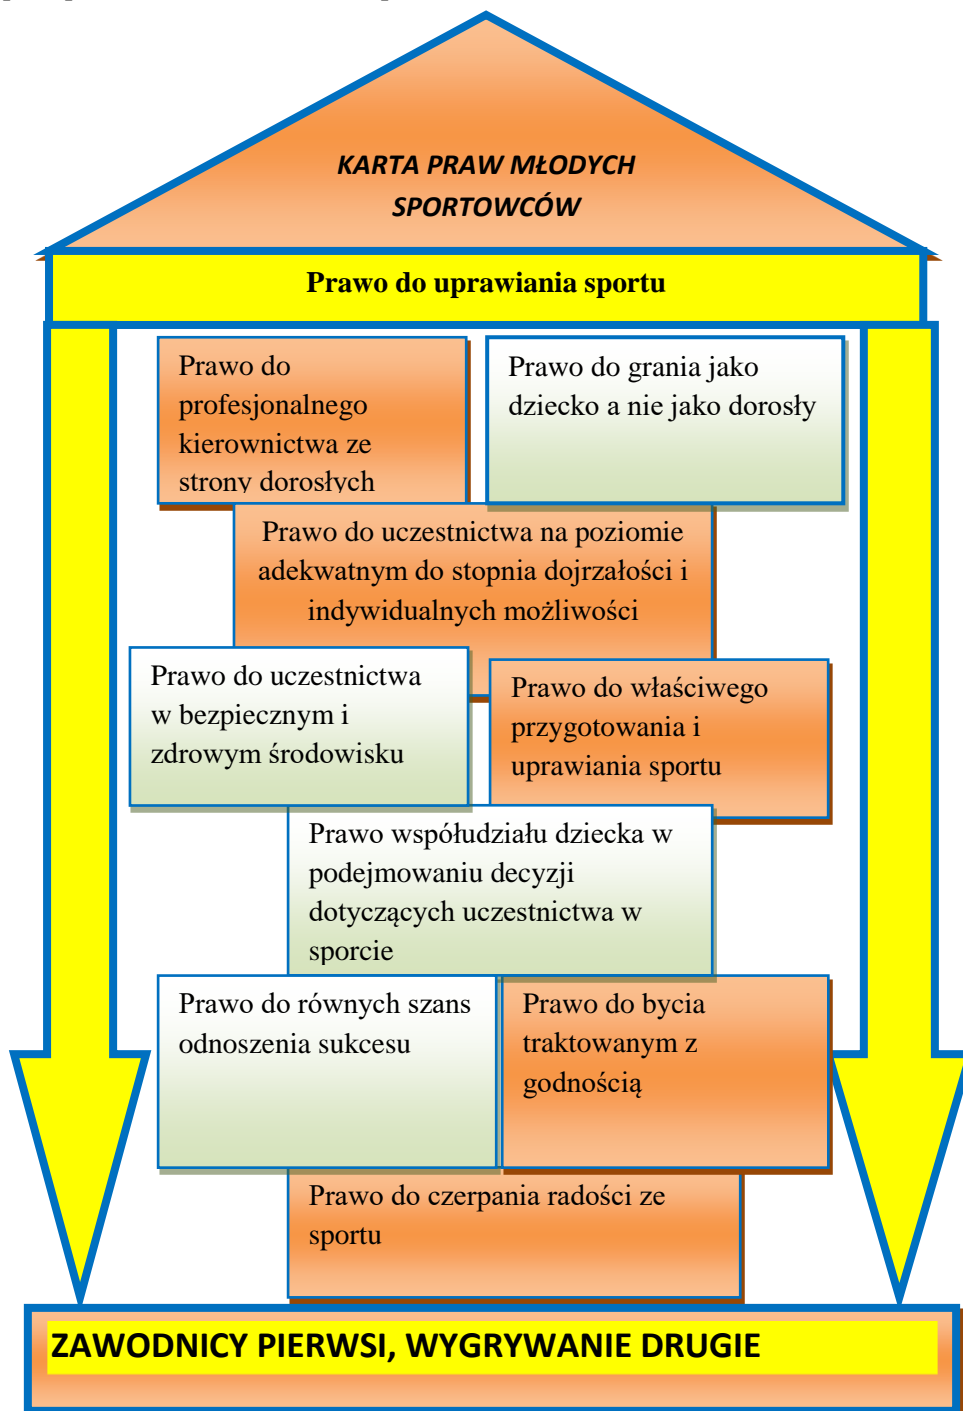 KARTA PRAW MŁODYCH
SPORTOWCÓW
Prawo do uprawiania sportu
Prawo do
profesjonalnego
kierownictwa ze
strony dorosłych
Prawo do grania jako
dziecko a nie jako dorosły
Prawo do uczestnictwa na poziomie
adekwatnym do stopnia dojrzałości i
indywidualnych możliwości
Prawo do uczestnictwa
w bezpiecznym i
zdrowym środowisku
Prawo do właściwego
przygotowania i
uprawiania sportu
Prawo współudziału dziecka w
podejmowaniu decyzji
dotyczących uczestnictwa w
sporcie
Prawo do równych szans
odnoszenia sukcesu
Prawo do bycia
traktowanym z
godnością
Prawo do czerpania radości ze
sportu
ZAWODNICY PIERWSI, WYGRYWANIE DRUGIE